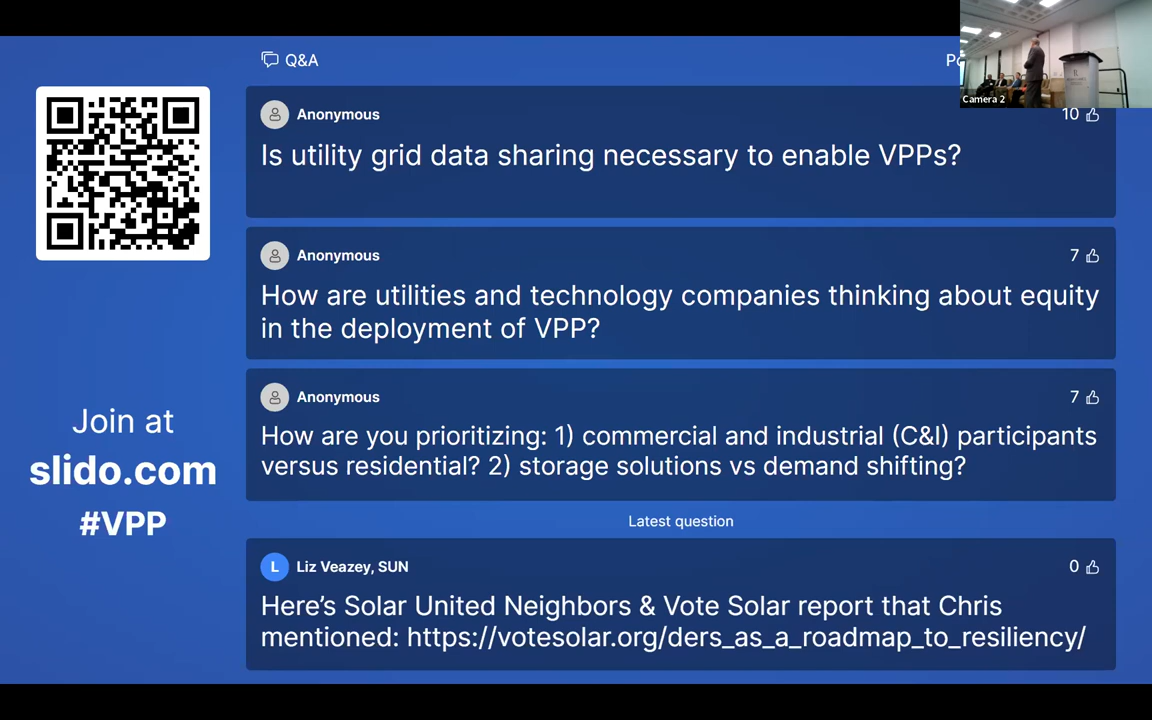 Q&A
Anonymous
10
Is utility grid data sharing necessary to enable VPPs?
Anonymous
7
How are utilities and technology companies thinking about equity
in the deployment of VPP?
Anonymous
7
How are you prioritizing: 1) commercial and industrial (C&I) participants
versus residential? 2) storage solutions vs demand shifting?
Latest question
L
Liz Veazey, SUN
0
Here’s Solar United Neighbors & Vote Solar report that Chris
mentioned: https://votesolar.org/ders_as_a_roadmap_to_resiliency/
Join at
slido.com
#VPP
Camera 2